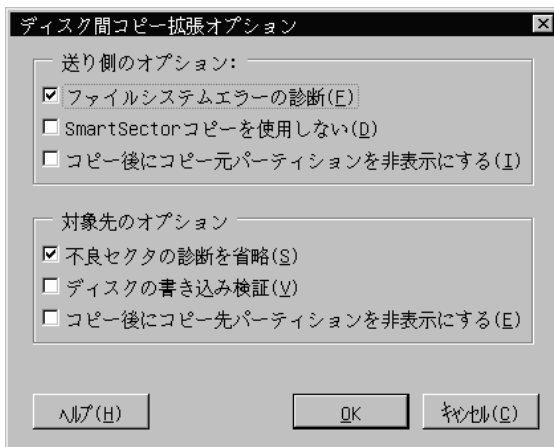 ディスク間コピー拡張オプション
送り側のオプション:
ファイルシステムエラーの診断(F)
SmartSectorコピーを使用しない(D)
コピー後にコピー元パーティションを非表示にする(I)
対象先のオプション
不良セクタの診断を省略(S)
ディスクの書き込み検証(V)
コピー後にコピー先パーティションを非表示にする(E)
ﾍﾙﾌﾟ(H)
OK
ｷｬﾝｾﾙ(C)